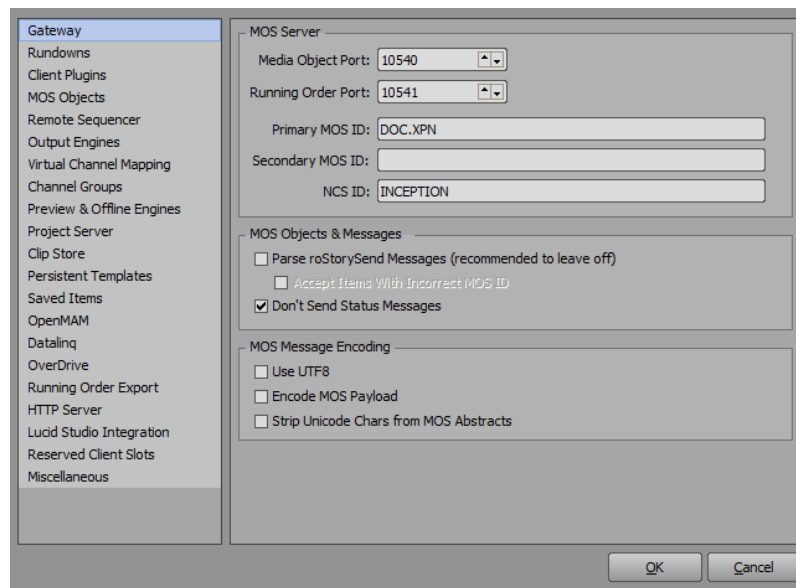 Gateway
Rundowns
Client Plugins
MOS Objects
Remote Sequencer
Output Engines
Virtual Channel Mapping
Channel Groups
Preview & Offline Engines
Project Server
Clip Store
Persistent Templates
Saved Items
OpenMAM
Datalinq
OverDrive
Running Order Export
HTTP Server
Lucid Studio Integration
Reserved Client Slots
Miscellaneous
MOS Server
Media Object Port: 10540
Running Order Port: 10541
Primary MOS ID: DOC.XPN
Secondary MOS ID:
NCS ID: INCEPTION
MOS Objects & Messages
Parse roStorySend Messages (recommended to leave off)
Accept Items With Incorrect MOS ID
Don't Send Status Messages
MOS Message Encoding
Use UTF8
Encode MOS Payload
Strip Unicode Chars from MOS Abstracts
OK Cancel